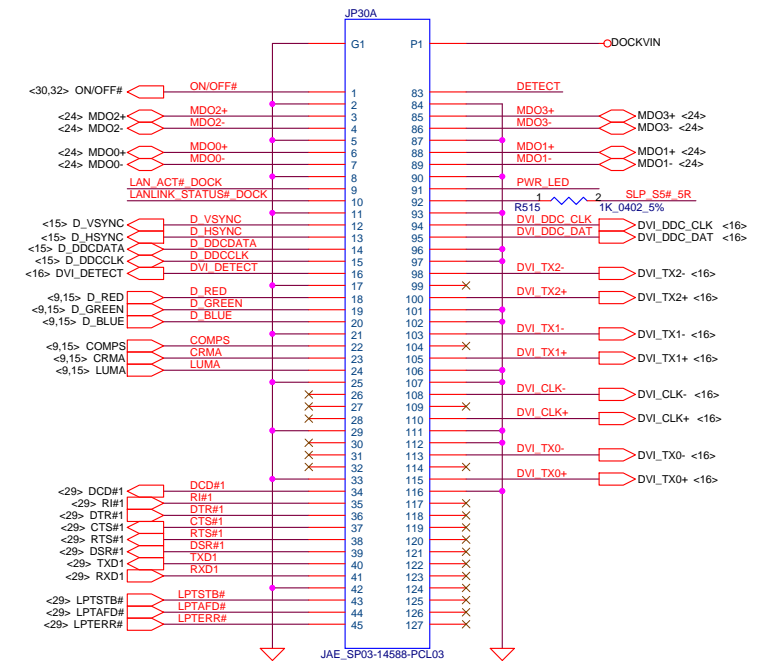 JP30A
G1 P1 DOCKVIN
<30,32> ON/OFF# ON/OFF# 1 83 DETECT
2 84
<24> MDO2+ MDO2+ 3 85 MDO3+ MDO3+ <24>
<24> MDO2- MDO2- 4 86 MDO3- MDO3- <24>
5 87
<24> MDO0+ MDO0+ 6 88 MDO1+ MDO1+ <24>
<24> MDO0- MDO0- 7 89 MDO1- MDO1- <24>
8 90
LAN_ACT#_DOCK 9 91 PWR_LED
LANLINK_STATUS#_DOCK 10 92 1 2 SLP_S5#_5R
R515 1K_0402_5%
11 93
<15> D_VSYNC D_VSYNC 12 94 DVI_DDC_CLK DVI_DDC_CLK <16>
<15> D_HSYNC D_HSYNC 13 95 DVI_DDC_DAT DVI_DDC_DAT <16>
<15> D_DDCDATA D_DDCDATA 14 96
<15> D_DDCCLK D_DDCCLK 15 97
<16> DVI_DETECT DVI_DETECT 16 98 DVI_TX2- DVI_TX2- <16>
17 99
<9,15> D_RED D_RED 18 100 DVI_TX2+ DVI_TX2+ <16>
<9,15> D_GREEN D_GREEN 19 101
<9,15> D_BLUE D_BLUE 20 102
21 103 DVI_TX1- DVI_TX1- <16>
<9,15> COMPS COMPS 22 104
<9,15> CRMA CRMA 23 105 DVI_TX1+ DVI_TX1+ <16>
<9,15> LUMA LUMA 24 106
25 107
26 108 DVI_CLK- DVI_CLK- <16>
27 109
28 110 DVI_CLK+ DVI_CLK+ <16>
29 111
30 112
31 113 DVI_TX0- DVI_TX0- <16>
32 114
33 115 DVI_TX0+ DVI_TX0+ <16>
<29> DCD#1 DCD#1 34 116
<29> RI#1 RI#1 35 117
<29> DTR#1 DTR#1 36 118
<29> CTS#1 CTS#1 37 119
<29> RTS#1 RTS#1 38 120
<29> DSR#1 DSR#1 39 121
<29> TXD1 TXD1 40 122
<29> RXD1 RXD1 41 123
42 124
<29> LPTSTB# LPTSTB# 43 125
<29> LPTAFD# LPTAFD# 44 126
<29> LPTERR# LPTERR# 45 127
JAE_SP03-14588-PCL03